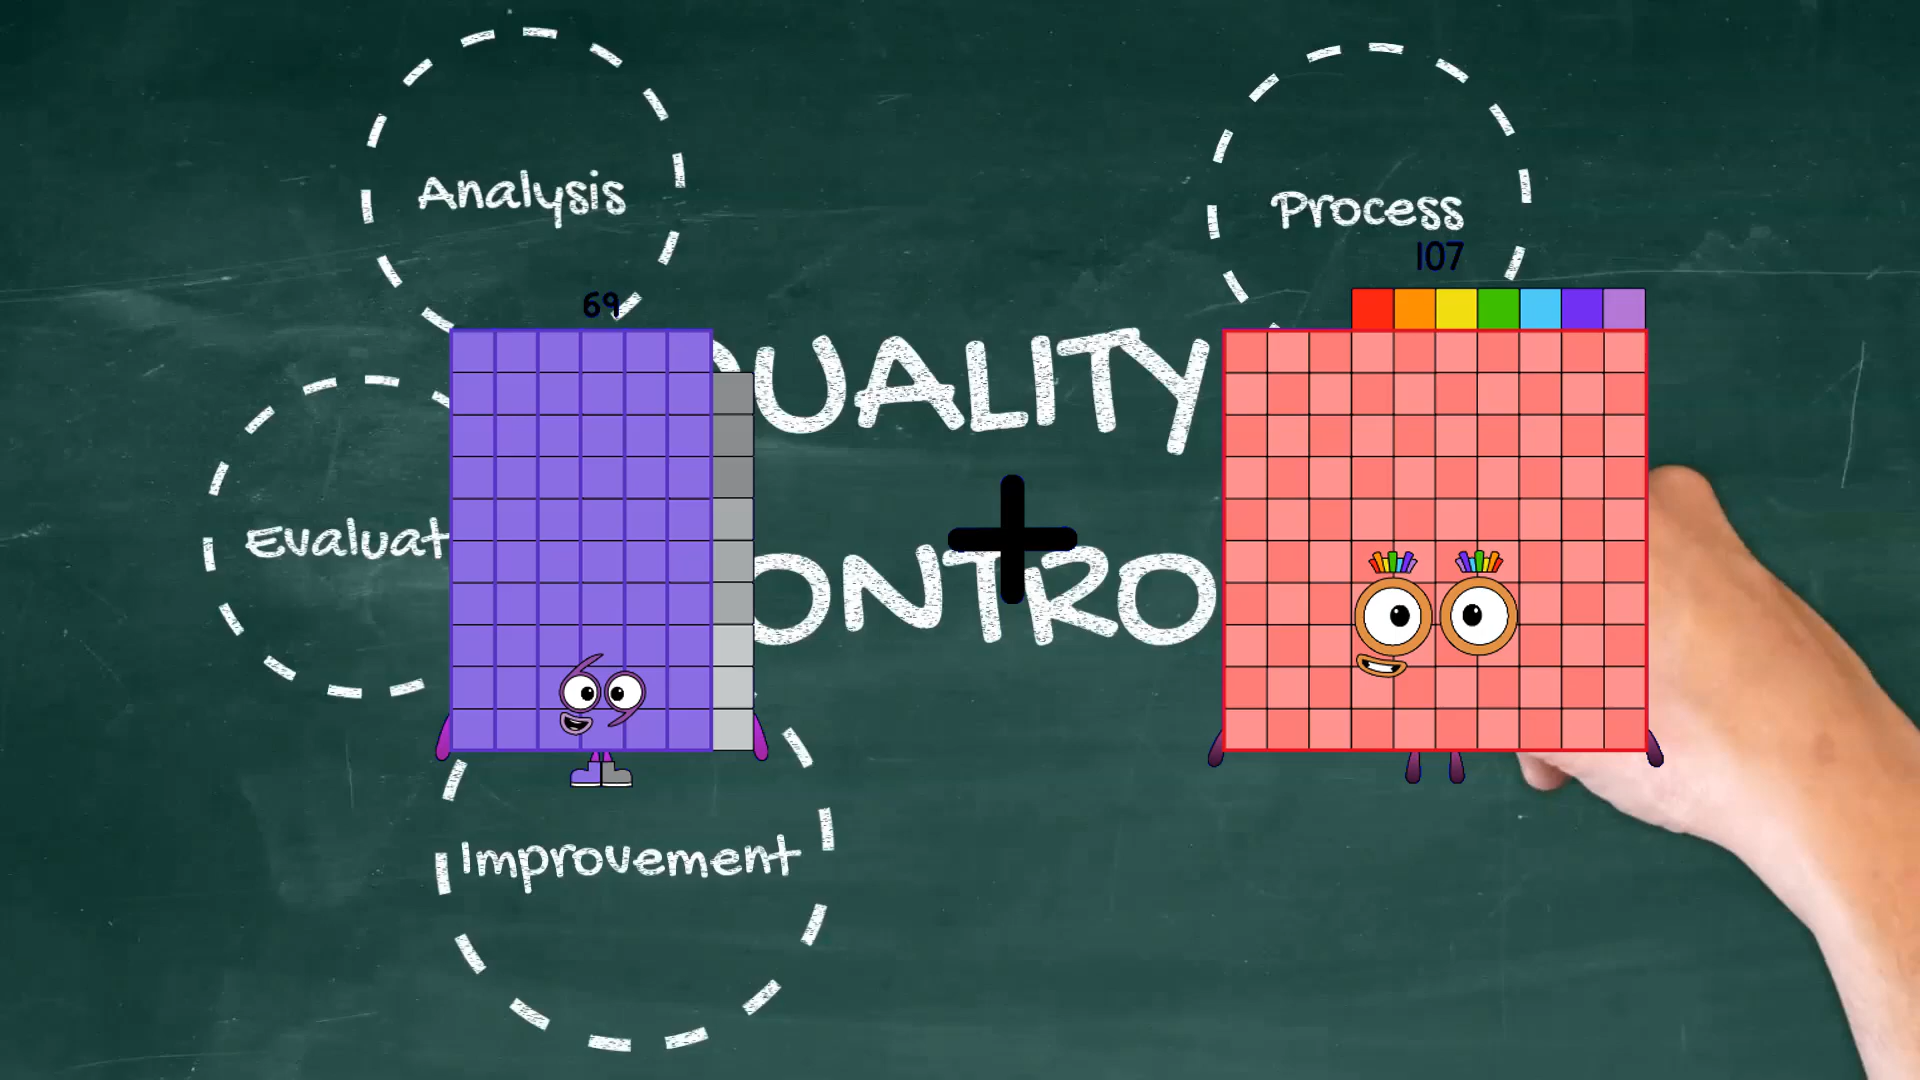 Analysis
Process
107
69
UALITY
Evaluat
+
ONTRO
Improvement